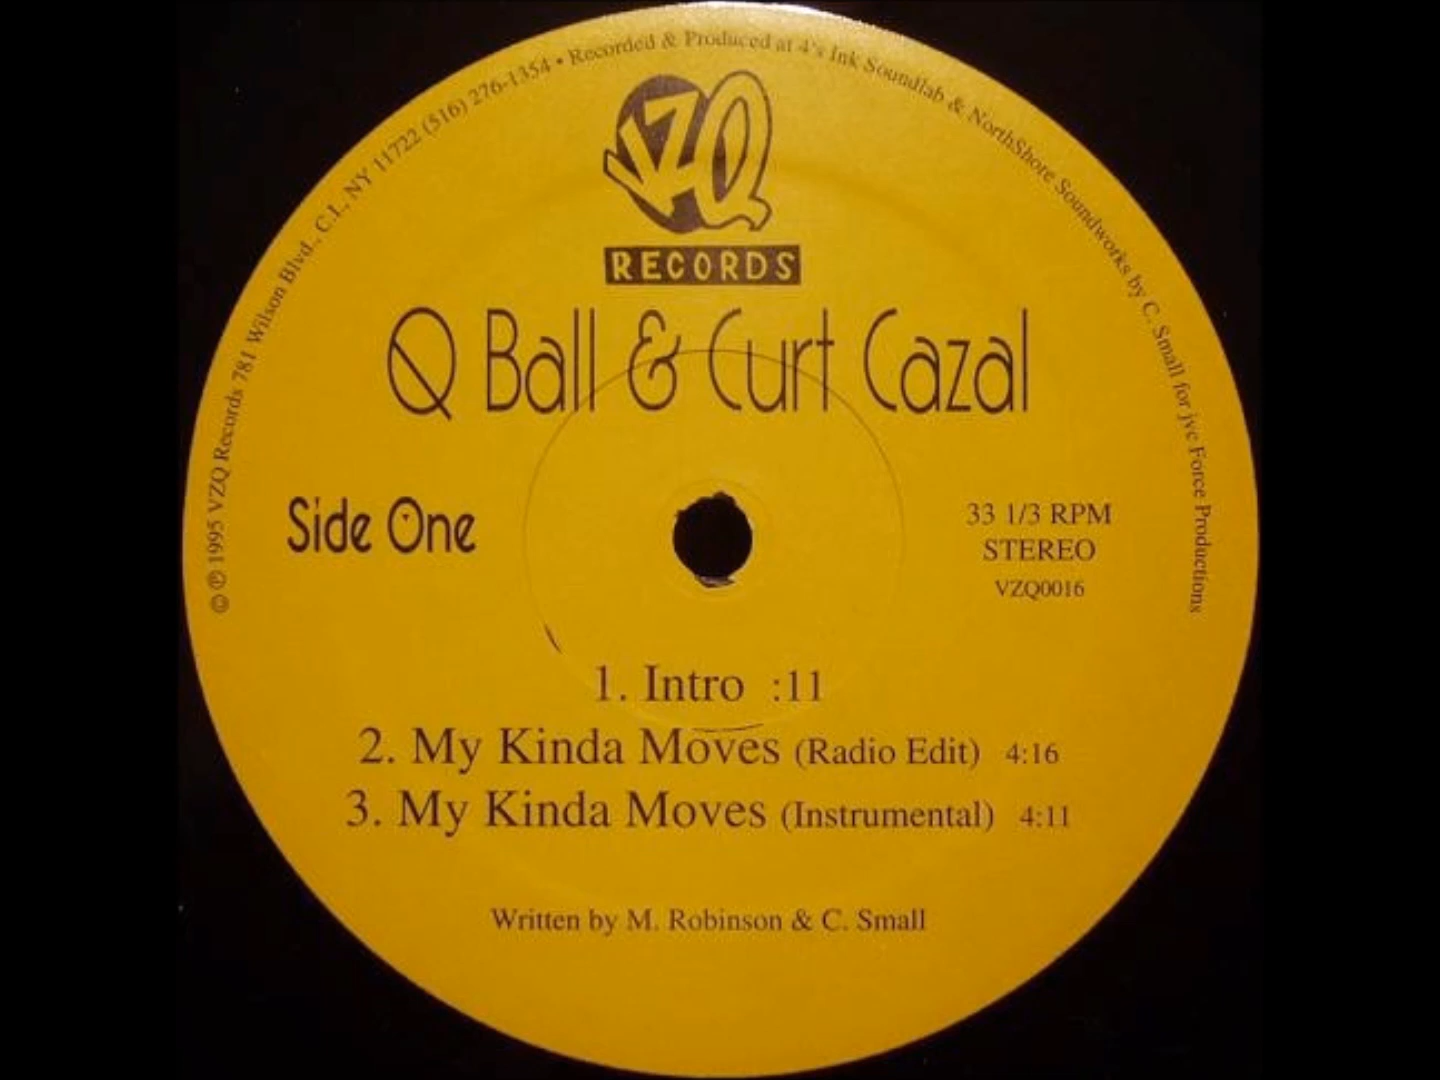 © ℗ 1995 VZQ Records 781 Wilson Blvd., C.I., NY 11722 (516) 276-1354 • Recorded & Produced at 4's Ink Soundlab & NorthShore Soundworks by C. Small for jvc Force Productions
VZQ
RECORDS
Q Ball & Curt Cazal
Side One
33 1/3 RPM
STEREO
VZQ0016
1. Intro :11
2. My Kinda Moves (Radio Edit) 4:16
3. My Kinda Moves (Instrumental) 4:11
Written by M. Robinson & C. Small